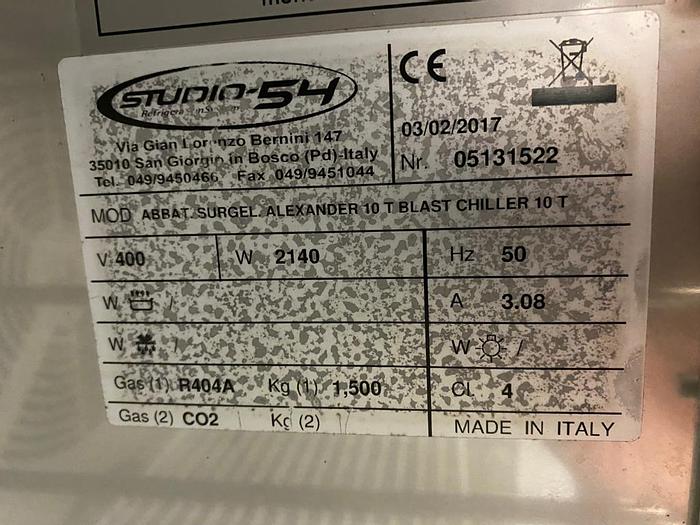 STUDIO-54
CE
03/02/2017
Via Gian Lorenzo Bernini 147
35010 San Giorgio in Bosco (Pd)-Italy
Tel. 049/9450466 Fax 049/9451044
Nr. 05131522
MOD ABBAT. SURGEL. ALEXANDER 10 T BLAST CHILLER 10 T
V 400 W 2140 Hz 50
W / A 3.08
W / W /
Gas (1) R404A Kg (1) 1,500 CL 4
Gas (2) CO2 Kg (2)
MADE IN ITALY